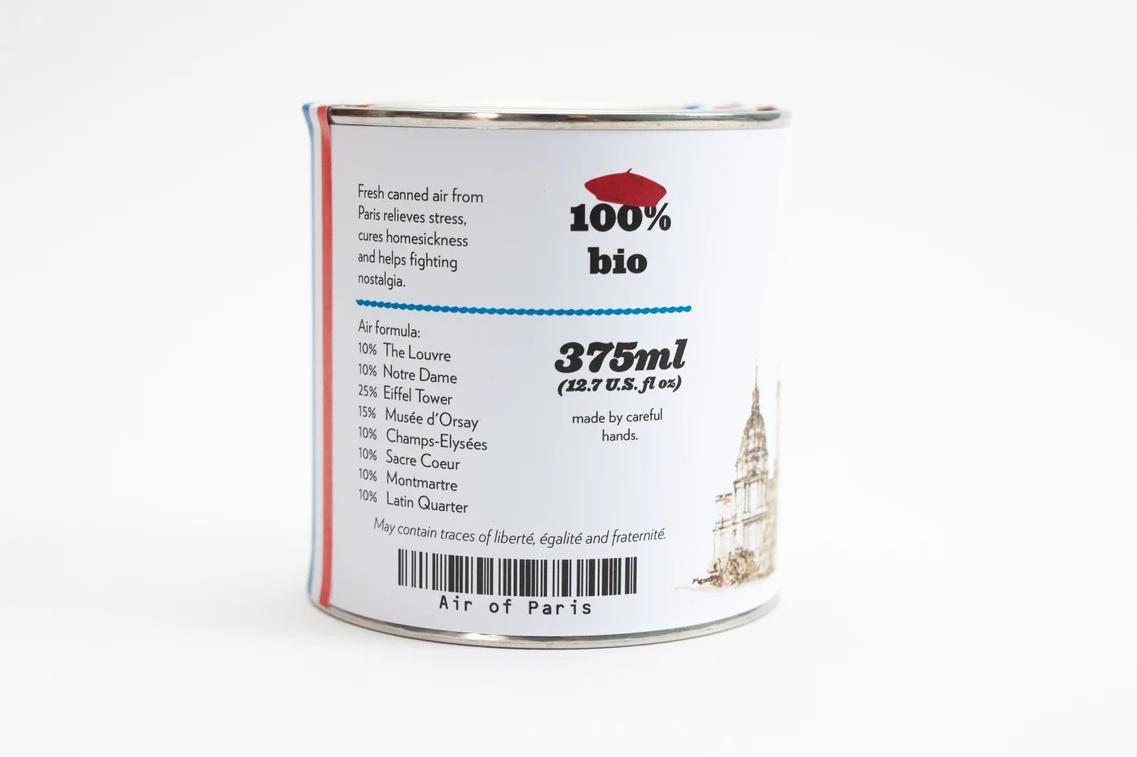 Fresh canned air from
Paris relieves stress,
cures homesickness
and helps fighting
nostalgia.
100%
bio
Air formula:
10% The Louvre
10% Notre Dame
25% Eiffel Tower
15% Musée d'Orsay
10% Champs-Elysées
10% Sacre Coeur
10% Montmartre
10% Latin Quarter
375ml
(12.7 U.S. fl oz)
made by careful
hands.
May contain traces of liberté, égalité and fraternité.
Air of Paris